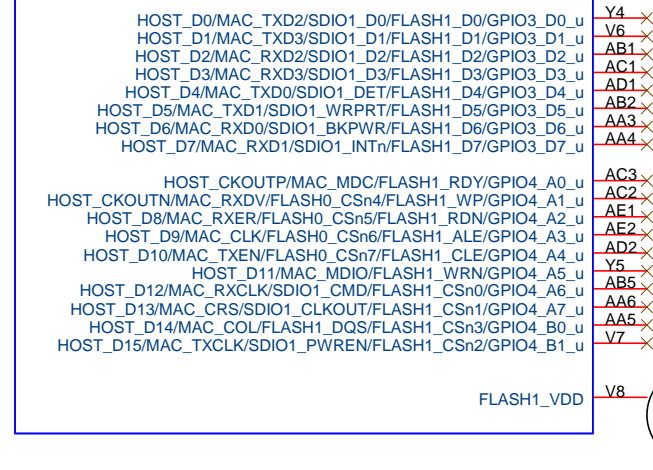 HOST_D0/MAC_TXD2/SDIO1_D0/FLASH1_D0/GPIO3_D0_u Y4
HOST_D1/MAC_TXD3/SDIO1_D1/FLASH1_D1/GPIO3_D1_u V6
HOST_D2/MAC_RXD2/SDIO1_D2/FLASH1_D2/GPIO3_D2_u AB1
HOST_D3/MAC_RXD3/SDIO1_D3/FLASH1_D3/GPIO3_D3_u AC1
HOST_D4/MAC_TXD0/SDIO1_DET/FLASH1_D4/GPIO3_D4_u AD1
HOST_D5/MAC_TXD1/SDIO1_WRPRT/FLASH1_D5/GPIO3_D5_u AB2
HOST_D6/MAC_RXD0/SDIO1_BKPWR/FLASH1_D6/GPIO3_D6_u AA3
HOST_D7/MAC_RXD1/SDIO1_INTn/FLASH1_D7/GPIO3_D7_u AA4
HOST_CKOUTP/MAC_MDC/FLASH1_RDY/GPIO4_A0_u AC3
HOST_CKOUTN/MAC_RXDV/FLASH0_CSn4/FLASH1_WP/GPIO4_A1_u AC2
HOST_D8/MAC_RXER/FLASH0_CSn5/FLASH1_RDN/GPIO4_A2_u AE1
HOST_D9/MAC_CLK/FLASH0_CSn6/FLASH1_ALE/GPIO4_A3_u AE2
HOST_D10/MAC_TXEN/FLASH0_CSn7/FLASH1_CLE/GPIO4_A4_u AD2
HOST_D11/MAC_MDIO/FLASH1_WRN/GPIO4_A5_u Y5
HOST_D12/MAC_RXCLK/SDIO1_CMD/FLASH1_CSn0/GPIO4_A6_u AB5
HOST_D13/MAC_CRS/SDIO1_CLKOUT/FLASH1_CSn1/GPIO4_A7_u AA6
HOST_D14/MAC_COL/FLASH1_DQS/FLASH1_CSn3/GPIO4_B0_u AA5
HOST_D15/MAC_TXCLK/SDIO1_PWREN/FLASH1_CSn2/GPIO4_B1_u V7
FLASH1_VDD V8